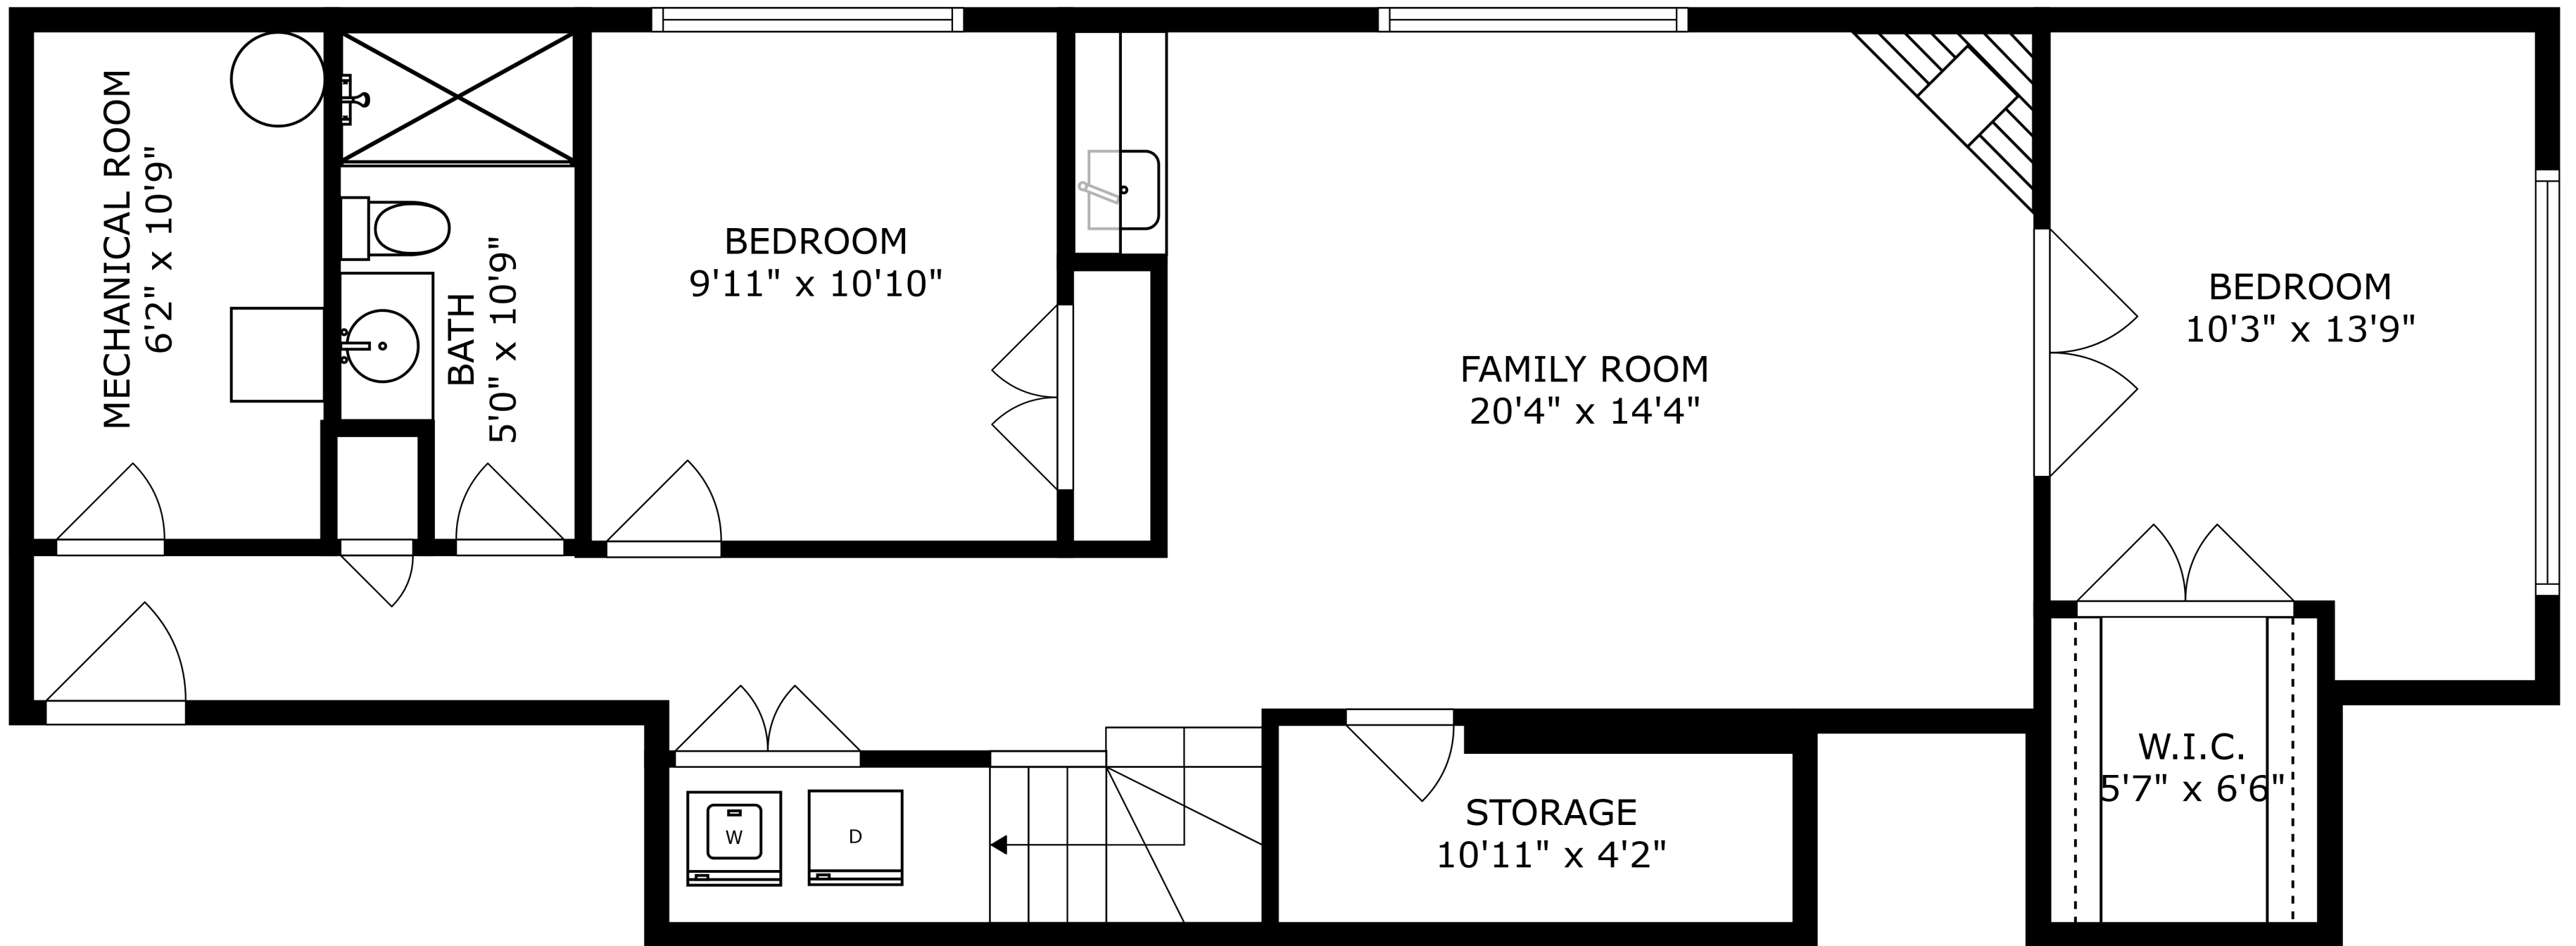 MECHANICAL ROOM
6'2" x 10'9"
BATH
5'0" x 10'9"
BEDROOM
9'11" x 10'10"
FAMILY ROOM
20'4" x 14'4"
BEDROOM
10'3" x 13'9"
W.I.C.
5'7" x 6'6"
STORAGE
10'11" x 4'2"
W
D